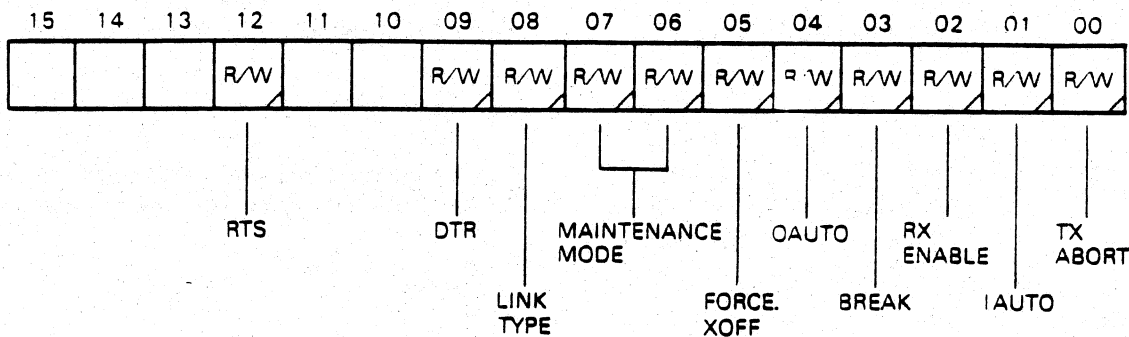 15 14 13 12 11 10 09 08 07 06 05 04 03 02 01 00
R/W R/W R/W R/W R/W R/W R/W R/W R/W R/W R/W
RTS DTR MAINTENANCE OAUTO RX TX
MODE ENABLE ABORT
LINK FORCE. BREAK IAUTO
TYPE XOFF